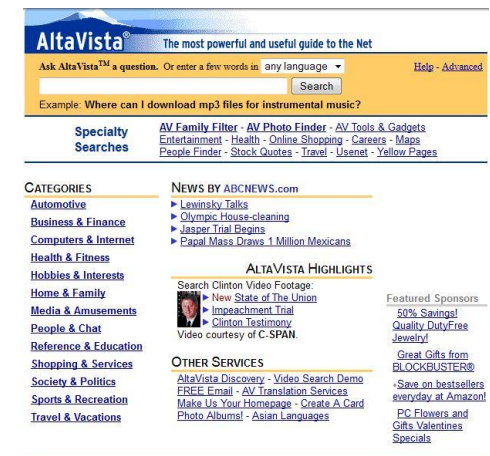 AltaVista®
The most powerful and useful guide to the Net
Ask AltaVista™ a question. Or enter a few words in any language
Help - Advanced
Search
Example: Where can I download mp3 files for instrumental music?
Specialty Searches
AV Family Filter - AV Photo Finder - AV Tools & Gadgets
Entertainment - Health - Online Shopping - Careers - Maps
People Finder - Stock Quotes - Travel - Usenet - Yellow Pages
CATEGORIES
Automotive
Business & Finance
Computers & Internet
Health & Fitness
Hobbies & Interests
Home & Family
Media & Amusements
People & Chat
Reference & Education
Shopping & Services
Society & Politics
Sports & Recreation
Travel & Vacations
NEWS BY ABCNEWS.com
Lewinsky Talks
Olympic House-cleaning
Jasper Trial Begins
Papal Mass Draws 1 Million Mexicans
ALTAVISTA HIGHLIGHTS
Search Clinton Video Footage:
New State of The Union
Impeachment Trial
Clinton Testimony
Video courtesy of C-SPAN.
OTHER SERVICES
AltaVista Discovery - Video Search Demo
FREE Email - AV Translation Services
Make Us Your Homepage - Create A Card
Photo Albums! - Asian Languages
Featured Sponsors
50% Savings!
Quality DutyFree
Jewelry!
Great Gifts from
BLOCKBUSTER®
Save on bestsellers
everyday at Amazon!
PC Flowers and
Gifts Valentines
Specials